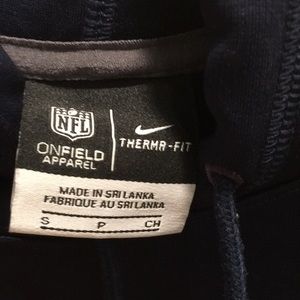 NFL
ONFIELD
APPAREL
THERMA-FIT
MADE IN SRI LANKA
FABRIQUE AU SRI LANKA
S P CH